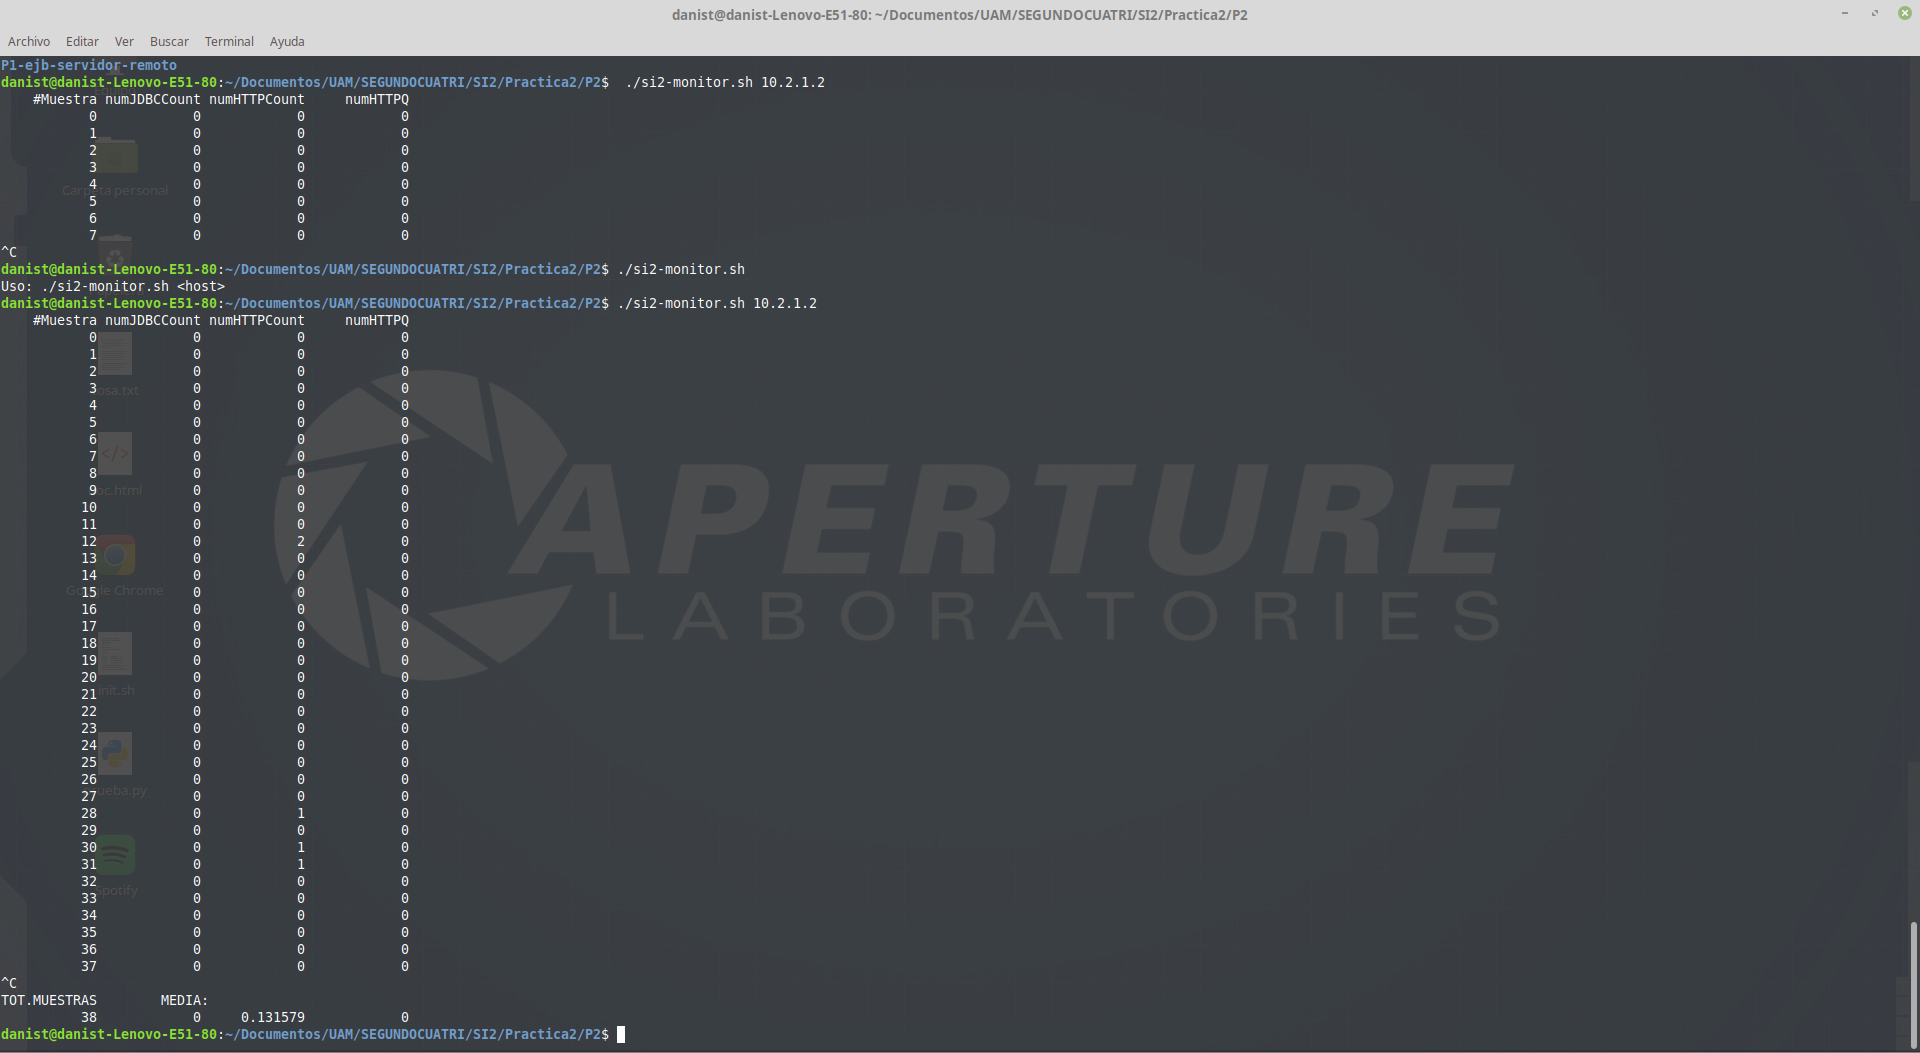 danist@danist-Lenovo-E51-80: ~/Documentos/UAM/SEGUNDOCUATRI/SI2/Practica2/P2
Archivo Editar Ver Buscar Terminal Ayuda
P1-ejb-servidor-remoto
danist@danist-Lenovo-E51-80:~/Documentos/UAM/SEGUNDOCUATRI/SI2/Practica2/P2$  ./si2-monitor.sh 10.2.1.2
#Muestra numJDBCCount numHTTPCount numHTTPQ
0 0 0 0
1 0 0 0
2 0 0 0
3 0 0 0
4 0 0 0
5 0 0 0
6 0 0 0
7 0 0 0
^C
danist@danist-Lenovo-E51-80:~/Documentos/UAM/SEGUNDOCUATRI/SI2/Practica2/P2$ ./si2-monitor.sh
Uso: ./si2-monitor.sh <host>
danist@danist-Lenovo-E51-80:~/Documentos/UAM/SEGUNDOCUATRI/SI2/Practica2/P2$ ./si2-monitor.sh 10.2.1.2
#Muestra numJDBCCount numHTTPCount numHTTPQ
0 0 0 0
1 0 0 0
2 0 0 0
3 0 0 0
4 0 0 0
5 0 0 0
6 0 0 0
7 0 0 0
8 0 0 0
9 0 0 0
10 0 0 0
11 0 0 0
12 0 2 0
13 0 0 0
14 0 0 0
15 0 0 0
16 0 0 0
17 0 0 0
18 0 0 0
19 0 0 0
20 0 0 0
21 0 0 0
22 0 0 0
23 0 0 0
24 0 0 0
25 0 0 0
26 0 0 0
27 0 0 0
28 0 1 0
29 0 0 0
30 0 1 0
31 0 1 0
32 0 0 0
33 0 0 0
34 0 0 0
35 0 0 0
36 0 0 0
37 0 0 0
^C
TOT.MUESTRAS MEDIA:
38 0 0.131579 0
danist@danist-Lenovo-E51-80:~/Documentos/UAM/SEGUNDOCUATRI/SI2/Practica2/P2$
Carpeta personal
Google Chrome
init.sh
Spotify
APERTURE
LABORATORIES